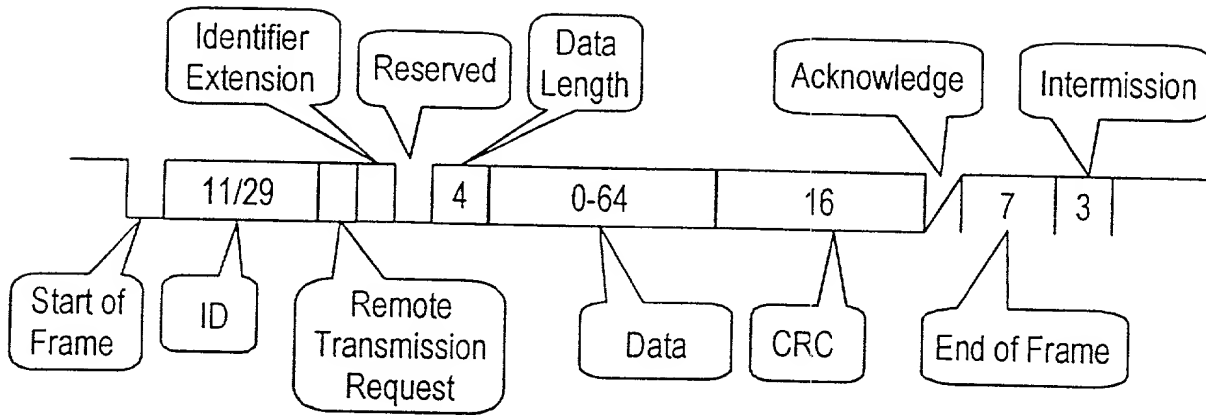 Identifier
Extension
Reserved
Data
Length
Acknowledge
Intermission
11/29
4
0-64
16
7
3
Start of
Frame
ID
Remote
Transmission
Request
Data
CRC
End of Frame